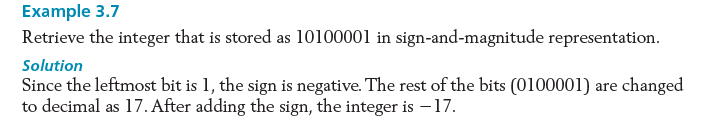 Example 3.7
Retrieve the integer that is stored as 10100001 in sign-and-magnitude representation.
Solution
Since the leftmost bit is 1, the sign is negative. The rest of the bits (0100001) are changed
to decimal as 17. After adding the sign, the integer is −17.